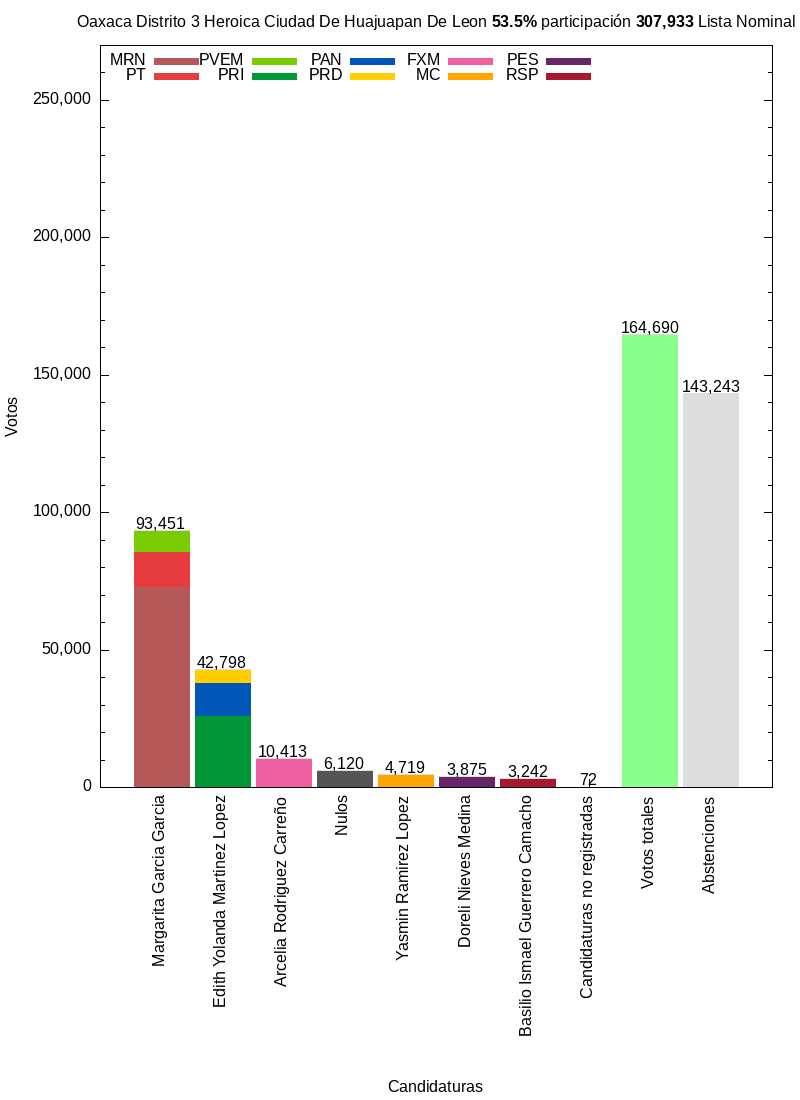 Oaxaca Distrito 3 Heroica Ciudad De Huajuapan De Leon 53.5% participación 307,933 Lista Nominal
MRN PVEM PAN FXM PES
PT PRI PRD MC RSP
250,000
200,000
150,000
100,000
50,000
0
Votos
93,451
42,798
10,413
6,120
4,719
3,875
3,242
72
164,690
143,243
Margarita Garcia Garcia
Edith Yolanda Martinez Lopez
Arcelia Rodriguez Carreño
Nulos
Yasmin Ramirez Lopez
Doreli Nieves Medina
Basilio Ismael Guerrero Camacho
Candidaturas no registradas
Votos totales
Abstenciones
Candidaturas